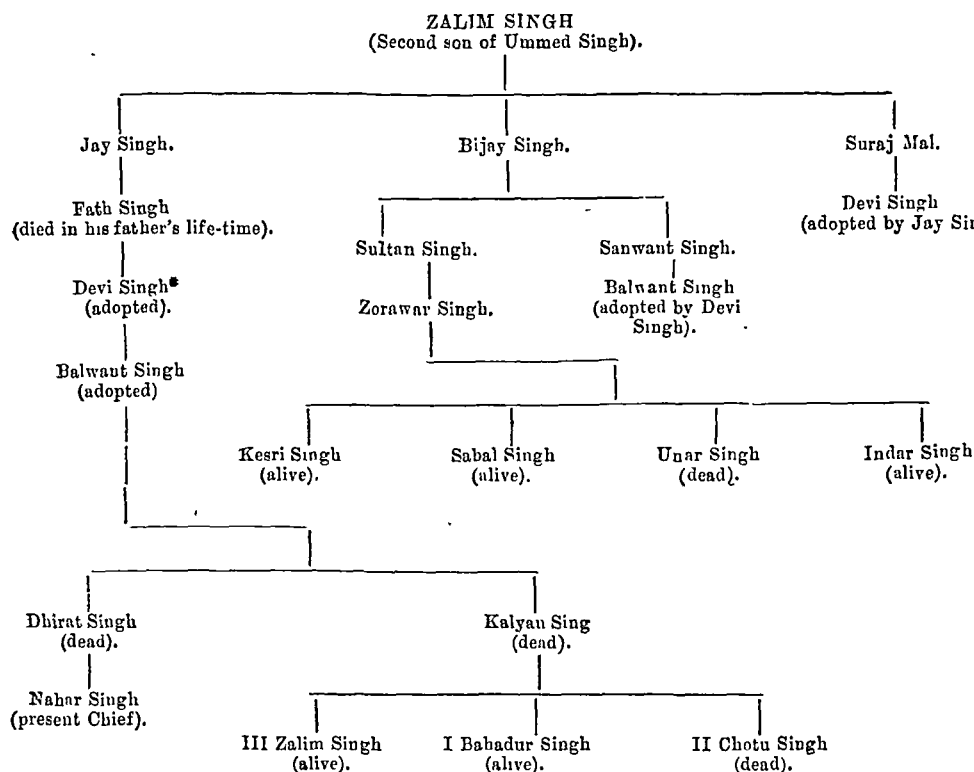 ZALIM SINGH
(Second son of Ummed Singh).
Jay Singh.
Bijay Singh.
Suraj Mal.
Fath Singh
(died in his father's life-time).
Devi Singh
(adopted by Jay Sin
Sultan Singh.
Sanwant Singh.
Devi Singh*
(adopted).
Zorawar Singh.
Balwant Singh
(adopted by Devi
Singh).
Balwant Singh
(adopted)
Kesri Singh
(alive).
Sabal Singh
(alive).
Unar Singh
(dead).
Indar Singh
(alive).
Dhirat Singh
(dead).
Kalyan Sing
(dead).
Nahar Singh
(present Chief).
III Zalim Singh
(alive).
I Bahadur Singh
(alive).
II Chotu Singh
(dead).